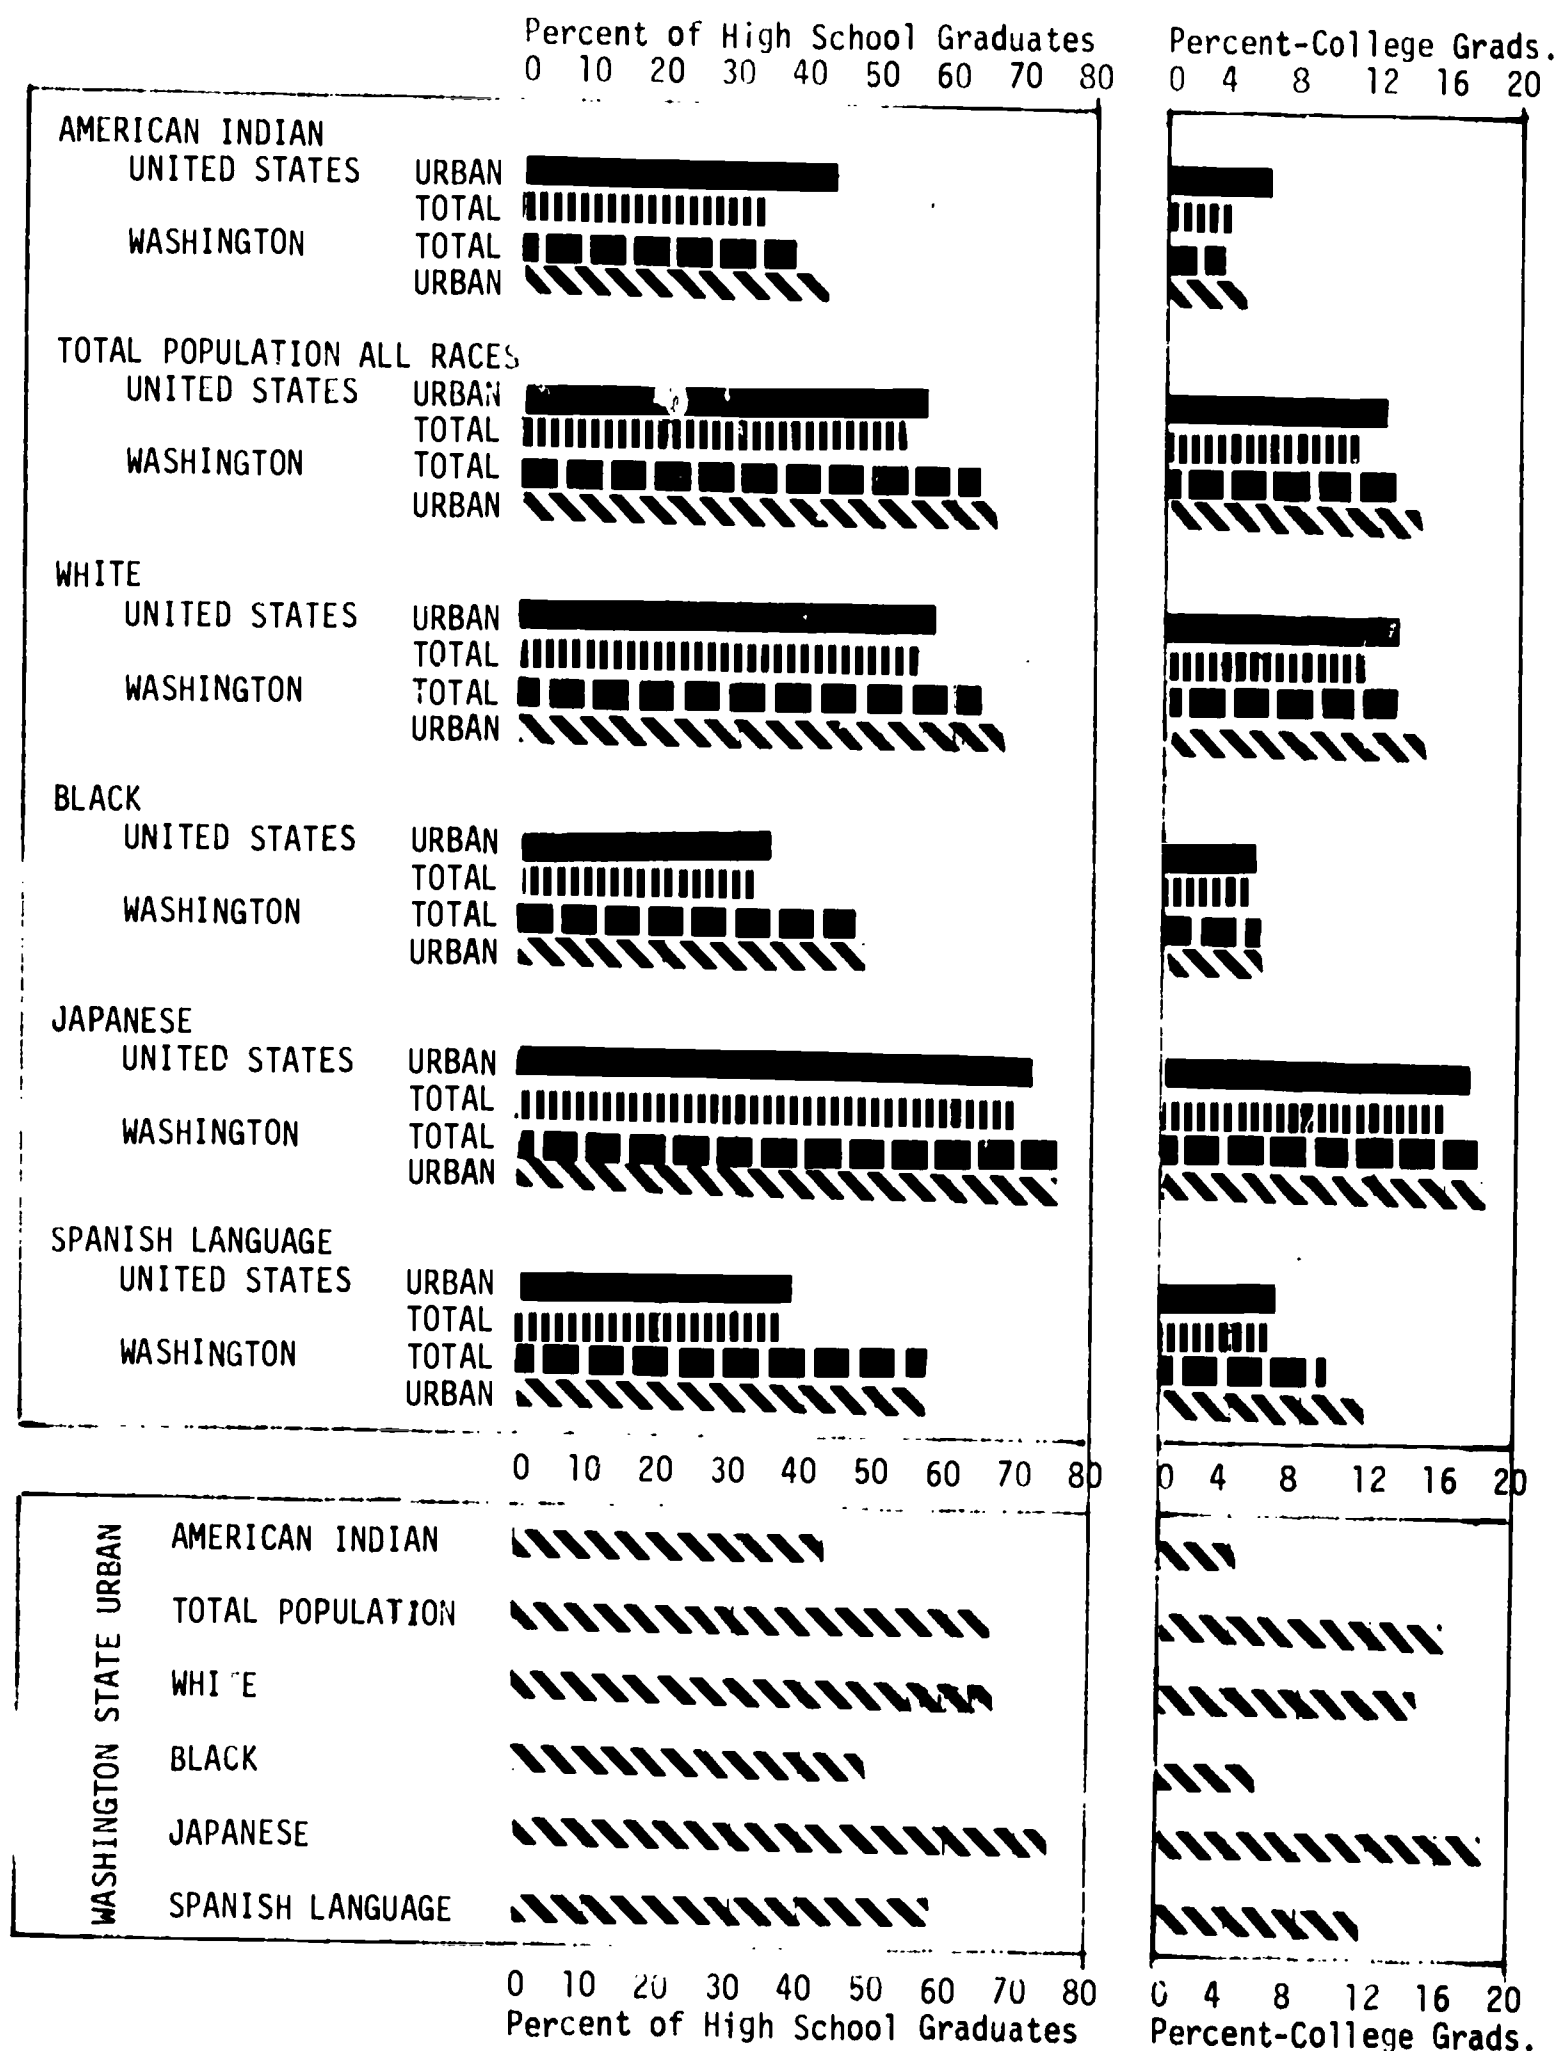 Percent of High School Graduates Percent-College Grads.
0 10 20 30 40 50 60 70 80 0 4 8 12 16 20
AMERICAN INDIAN
UNITED STATES URBAN
TOTAL
WASHINGTON TOTAL
URBAN
TOTAL POPULATION ALL RACES
UNITED STATES URBAN
TOTAL
WASHINGTON TOTAL
URBAN
WHITE
UNITED STATES URBAN
TOTAL
WASHINGTON TOTAL
URBAN
BLACK
UNITED STATES URBAN
TOTAL
WASHINGTON TOTAL
URBAN
JAPANESE
UNITED STATES URBAN
TOTAL
WASHINGTON TOTAL
URBAN
SPANISH LANGUAGE
UNITED STATES URBAN
TOTAL
WASHINGTON TOTAL
URBAN
0 10 20 30 40 50 60 70 80 0 4 8 12 16 20
WASHINGTON STATE URBAN
AMERICAN INDIAN
TOTAL POPULATION
WHITE
BLACK
JAPANESE
SPANISH LANGUAGE
0 10 20 30 40 50 60 70 80 0 4 8 12 16 20
Percent of High School Graduates Percent-College Grads.